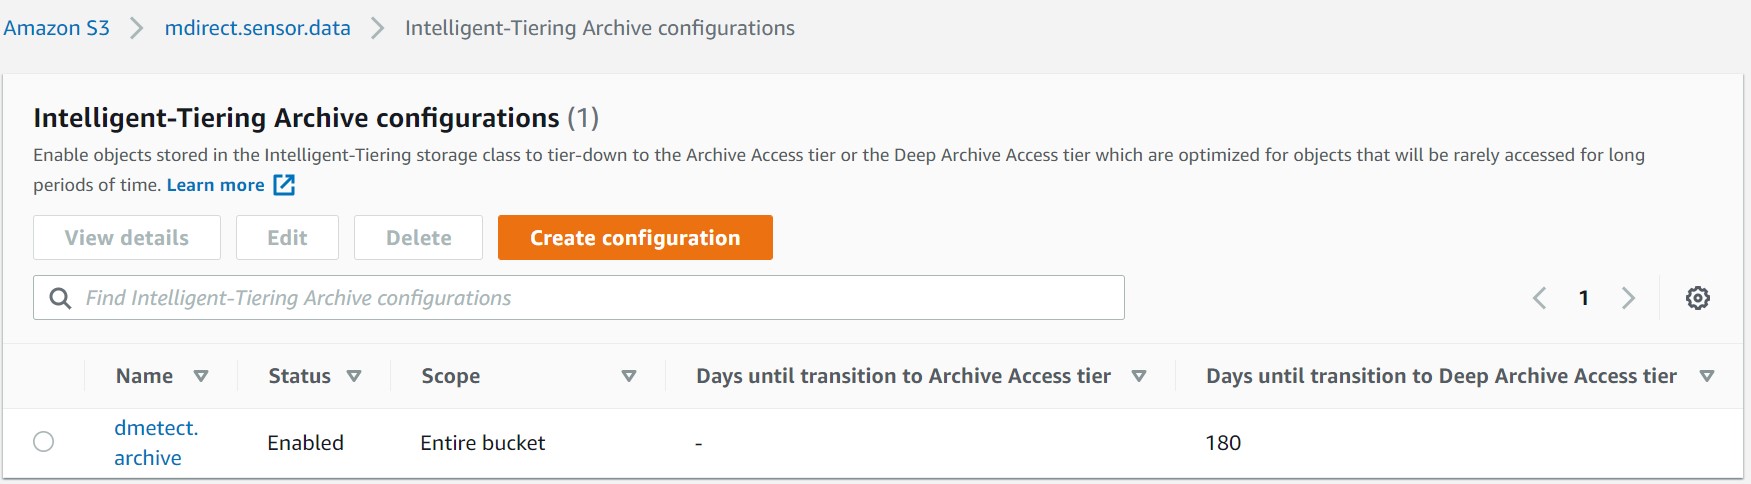 Amazon S3 > mdirect.sensor.data > Intelligent-Tiering Archive configurations
Intelligent-Tiering Archive configurations (1)
Enable objects stored in the Intelligent-Tiering storage class to tier-down to the Archive Access tier or the Deep Archive Access tier which are optimized for objects that will be rarely accessed for long
periods of time. Learn more
View details Edit Delete Create configuration
Find Intelligent-Tiering Archive configurations 1
Name Status Scope Days until transition to Archive Access tier Days until transition to Deep Archive Access tier
dmetect.
archive Enabled Entire bucket - 180